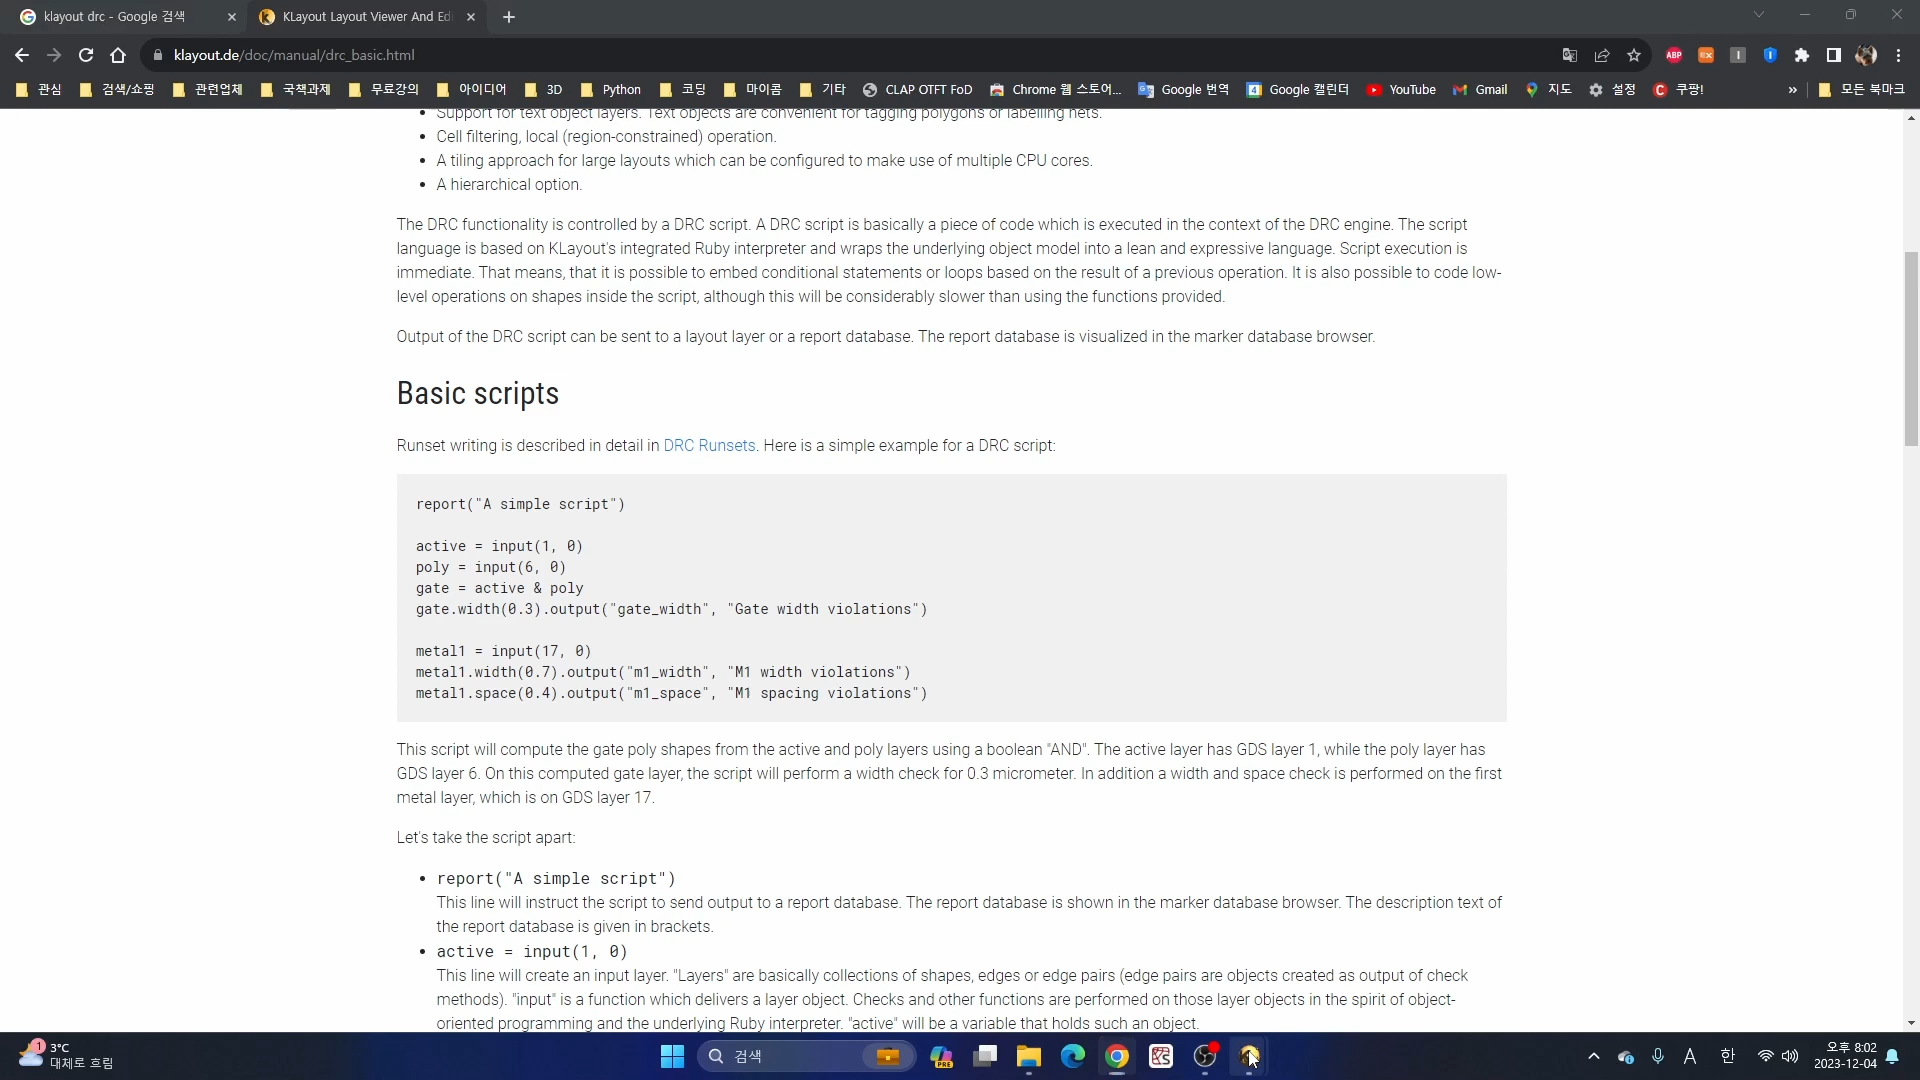 klayout drc - Google 검색
KLayout Layout Viewer And Edi
klayout.de/doc/manual/drc_basic.html
관심 검색/쇼핑 관련업체 국책과제 무료강의 아이디어 3D Python 코딩 마이콤 기타 CLAP OTFT FoD Chrome 웹 스토어... Google 번역 Google 캘린더 YouTube Gmail 지도 설정 쿠팡! » 모든 북마크
• Support for text object layers. Text objects are convenient for tagging polygons or labelling nets.
• Cell filtering, local (region-constrained) operation.
• A tiling approach for large layouts which can be configured to make use of multiple CPU cores.
• A hierarchical option.
The DRC functionality is controlled by a DRC script. A DRC script is basically a piece of code which is executed in the context of the DRC engine. The script
language is based on KLayout's integrated Ruby interpreter and wraps the underlying object model into a lean and expressive language. Script execution is
immediate. That means, that it is possible to embed conditional statements or loops based on the result of a previous operation. It is also possible to code low-
level operations on shapes inside the script, although this will be considerably slower than using the functions provided.
Output of the DRC script can be sent to a layout layer or a report database. The report database is visualized in the marker database browser.
Basic scripts
Runset writing is described in detail in DRC Runsets. Here is a simple example for a DRC script:
report("A simple script")
active = input(1, 0)
poly = input(6, 0)
gate = active & poly
gate.width(0.3).output("gate_width", "Gate width violations")
metal1 = input(17, 0)
metal1.width(0.7).output("m1_width", "M1 width violations")
metal1.space(0.4).output("m1_space", "M1 spacing violations")
This script will compute the gate poly shapes from the active and poly layers using a boolean "AND". The active layer has GDS layer 1, while the poly layer has
GDS layer 6. On this computed gate layer, the script will perform a width check for 0.3 micrometer. In addition a width and space check is performed on the first
metal layer, which is on GDS layer 17.
Let's take the script apart:
• report("A simple script")
This line will instruct the script to send output to a report database. The report database is shown in the marker database browser. The description text of
the report database is given in brackets.
• active = input(1, 0)
This line will create an input layer. "Layers" are basically collections of shapes, edges or edge pairs (edge pairs are objects created as output of check
methods). "input" is a function which delivers a layer object. Checks and other functions are performed on those layer objects in the spirit of object-
oriented programming and the underlying Ruby interpreter. "active" will be a variable that holds such an object.
1
3°C
대체로 흐림
검색
PRE
A 한
오후 8:02
2023-12-04